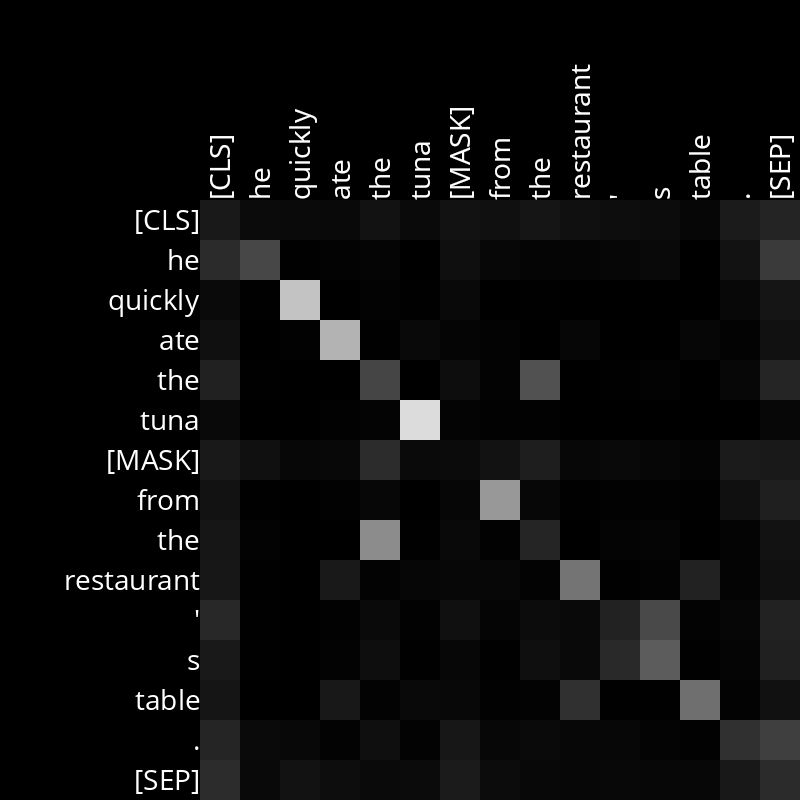 [CLS] he quickly ate the tuna [MASK] from the restaurant ' s table . [SEP]
[CLS]
he
quickly
ate
the
tuna
[MASK]
from
the
restaurant
'
s
table
.
[SEP]